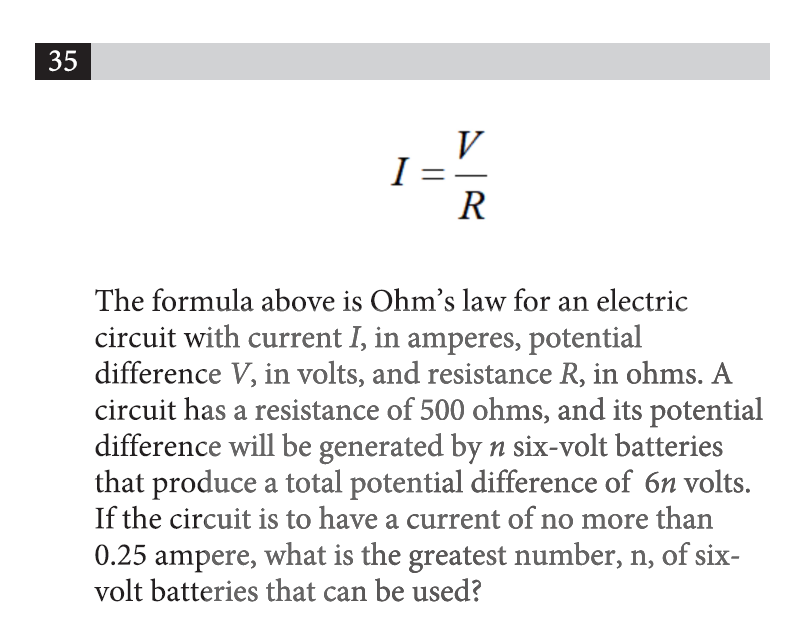 35
I = V/R
The formula above is Ohm's law for an electric
circuit with current I, in amperes, potential
difference V, in volts, and resistance R, in ohms. A
circuit has a resistance of 500 ohms, and its potential
difference will be generated by n six-volt batteries
that produce a total potential difference of 6n volts.
If the circuit is to have a current of no more than
0.25 ampere, what is the greatest number, n, of six-
volt batteries that can be used?